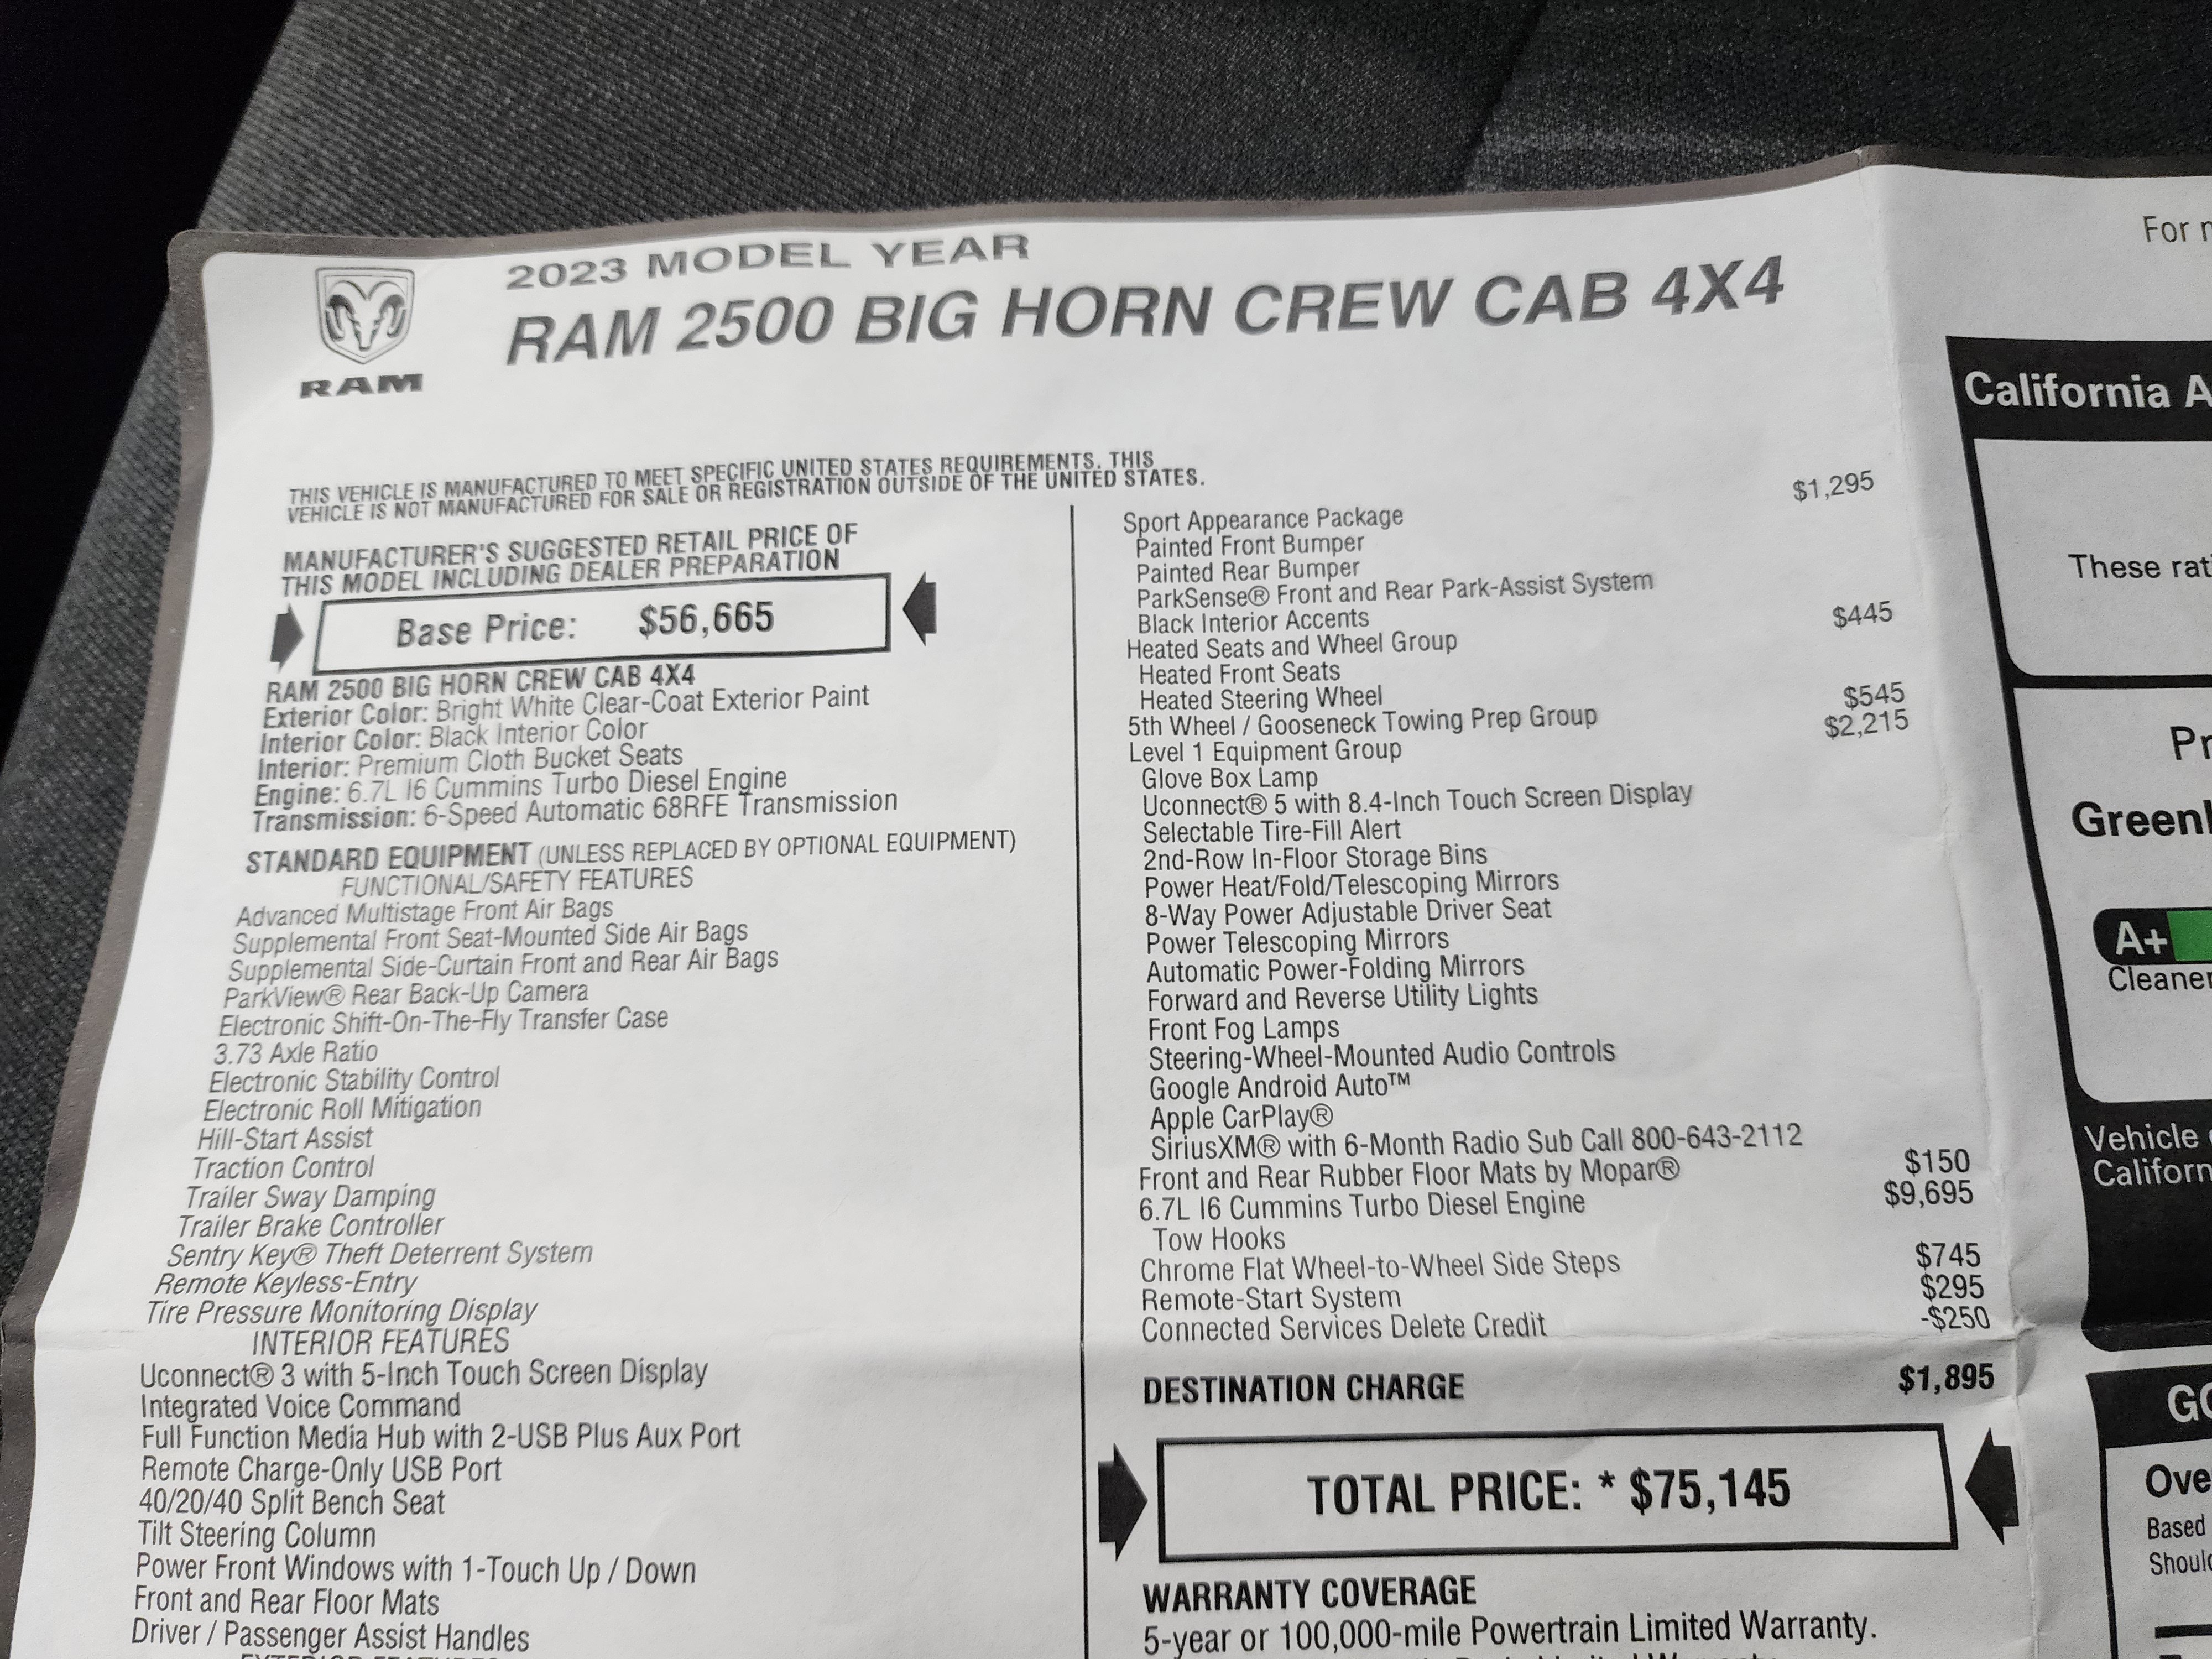 2023 MODEL YEAR
RAM 2500 BIG HORN CREW CAB 4X4
RAM
THIS VEHICLE IS MANUFACTURED TO MEET SPECIFIC UNITED STATES REQUIREMENTS. THIS
VEHICLE IS NOT MANUFACTURED FOR SALE OR REGISTRATION OUTSIDE OF THE UNITED STATES.
MANUFACTURER'S SUGGESTED RETAIL PRICE OF
THIS MODEL INCLUDING DEALER PREPARATION
Base Price: $56,665
RAM 2500 BIG HORN CREW CAB 4X4
Exterior Color: Bright White Clear-Coat Exterior Paint
Interior Color: Black Interior Color
Interior: Premium Cloth Bucket Seats
Engine: 6.7L I6 Cummins Turbo Diesel Engine
Transmission: 6-Speed Automatic 68RFE Transmission
STANDARD EQUIPMENT (UNLESS REPLACED BY OPTIONAL EQUIPMENT)
FUNCTIONAL/SAFETY FEATURES
Advanced Multistage Front Air Bags
Supplemental Front Seat-Mounted Side Air Bags
Supplemental Side-Curtain Front and Rear Air Bags
ParkView® Rear Back-Up Camera
Electronic Shift-On-The-Fly Transfer Case
3.73 Axle Ratio
Electronic Stability Control
Electronic Roll Mitigation
Hill-Start Assist
Traction Control
Trailer Sway Damping
Trailer Brake Controller
Sentry Key® Theft Deterrent System
Remote Keyless-Entry
Tire Pressure Monitoring Display
INTERIOR FEATURES
Uconnect® 3 with 5-Inch Touch Screen Display
Integrated Voice Command
Full Function Media Hub with 2-USB Plus Aux Port
Remote Charge-Only USB Port
40/20/40 Split Bench Seat
Tilt Steering Column
Power Front Windows with 1-Touch Up / Down
Front and Rear Floor Mats
Driver / Passenger Assist Handles
Sport Appearance Package $1,295
Painted Front Bumper
Painted Rear Bumper
ParkSense® Front and Rear Park-Assist System
Black Interior Accents
Heated Seats and Wheel Group $445
Heated Front Seats
Heated Steering Wheel
5th Wheel / Gooseneck Towing Prep Group $545
Level 1 Equipment Group $2,215
Glove Box Lamp
Uconnect® 5 with 8.4-Inch Touch Screen Display
Selectable Tire-Fill Alert
2nd-Row In-Floor Storage Bins
Power Heat/Fold/Telescoping Mirrors
8-Way Power Adjustable Driver Seat
Power Telescoping Mirrors
Automatic Power-Folding Mirrors
Forward and Reverse Utility Lights
Front Fog Lamps
Steering-Wheel-Mounted Audio Controls
Google Android Auto™
Apple CarPlay®
SiriusXM® with 6-Month Radio Sub Call 800-643-2112
Front and Rear Rubber Floor Mats by Mopar® $150
6.7L I6 Cummins Turbo Diesel Engine $9,695
Tow Hooks
Chrome Flat Wheel-to-Wheel Side Steps $745
Remote-Start System $295
Connected Services Delete Credit -$250
DESTINATION CHARGE $1,895
TOTAL PRICE: * $75,145
WARRANTY COVERAGE
5-year or 100,000-mile Powertrain Limited Warranty.
For
California A
These
A+
Cleaner
Vehicle
Based